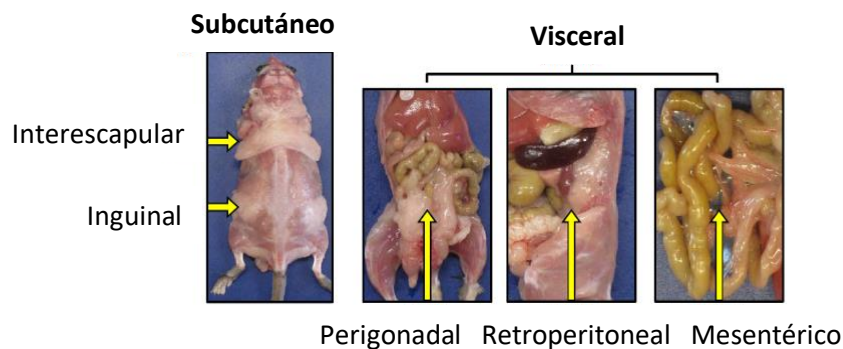 Subcutáneo
Visceral
Interescapular
Inguinal
Perigonadal Retroperitoneal Mesentérico